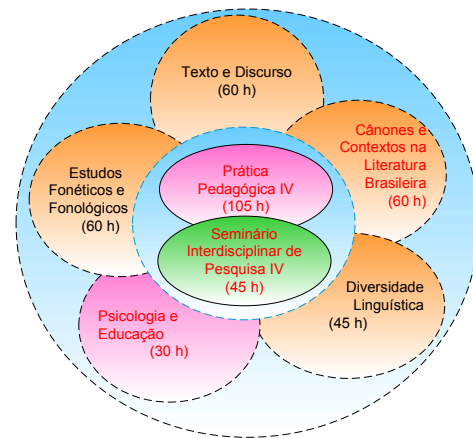 Texto e Discurso
(60 h)
Cânones e
Contextos na
Literatura
Brasileira
(60 h)
Estudos
Fonéticos e
Fonológicos
(60 h)
Prática
Pedagógica IV
(105 h)
Seminário
Interdisciplinar de
Pesquisa IV
(45 h)
Diversidade
Linguística
(45 h)
Psicologia e
Educação
(30 h)